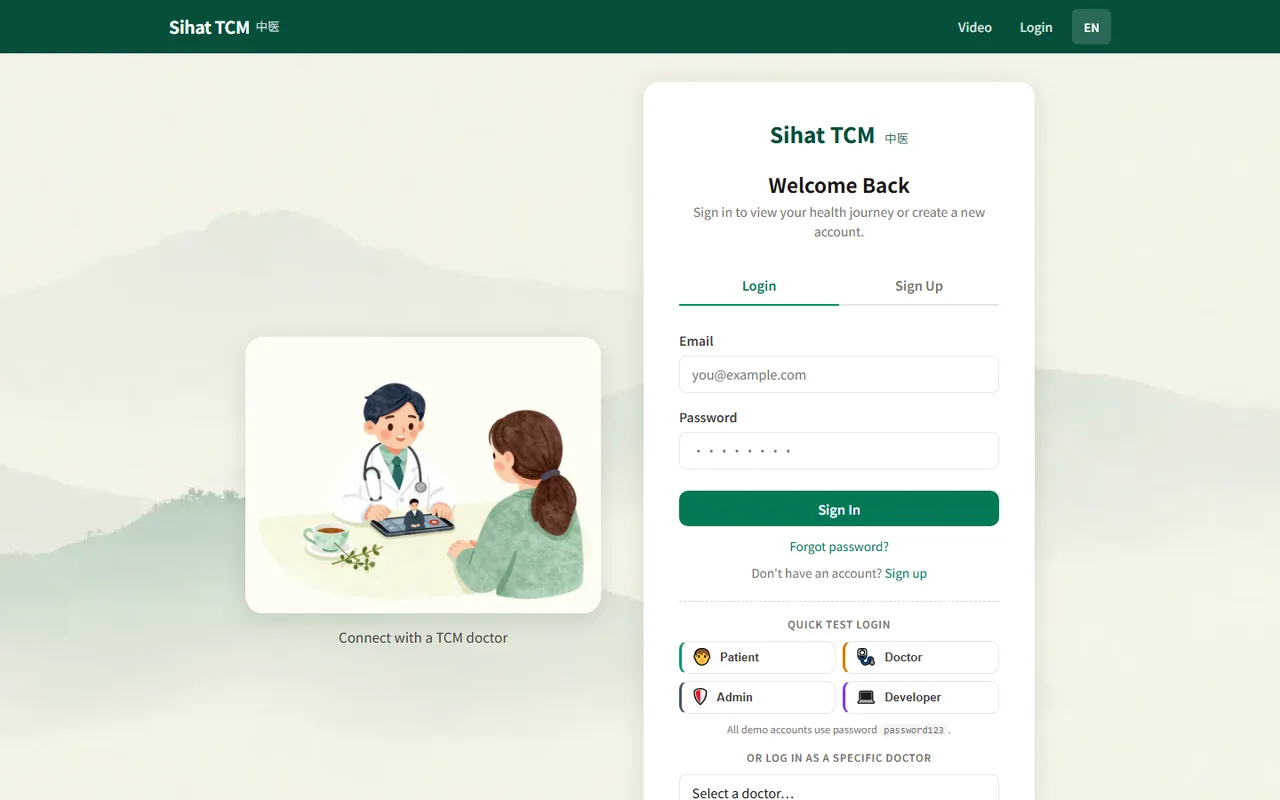 Sihat TCM 中医
Video
Login
EN
Sihat TCM 中医
Welcome Back
Sign in to view your health journey or create a new
account.
Login
Sign Up
Email
you@example.com
Password
••••••••
Sign In
Forgot password?
Don't have an account? Sign up
QUICK TEST LOGIN
Patient
Doctor
Admin
Developer
All demo accounts use password password123.
OR LOG IN AS A SPECIFIC DOCTOR
Select a doctor…
Connect with a TCM doctor